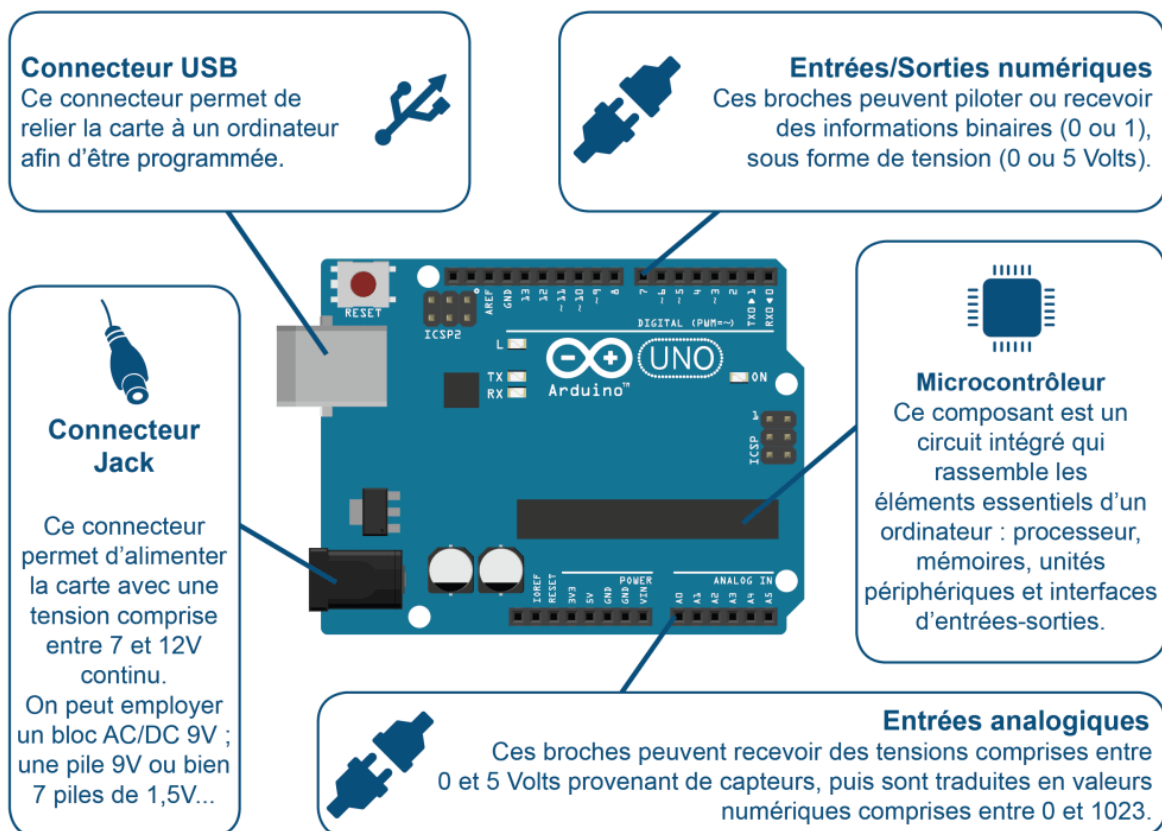 Connecteur USB
Ce connecteur permet de
relier la carte à un ordinateur
afin d'être programmée.
Entrées/Sorties numériques
Ces broches peuvent piloter ou recevoir
des informations binaires (0 ou 1),
sous forme de tension (0 ou 5 Volts).
Connecteur
Jack
Ce connecteur
permet d'alimenter
la carte avec une
tension comprise
entre 7 et 12V
continu.
On peut employer
un bloc AC/DC 9V ;
une pile 9V ou bien
7 piles de 1,5V...
RESET
ICSP2
AREF
GND
13
12
~11
~10
~9
8
7
~6
~5
4
~3
2
TX0▶1
RX0◀0
DIGITAL (PWM=~)
L
TX
RX
Arduino™
UNO
ON
1
ICSP
POWER
ANALOG IN
IOREF
RESET
3V3
5V
GND
GND
VIN
A0
A1
A2
A3
A4
A5
Microcontrôleur
Ce composant est un
circuit intégré qui
rassemble les
éléments essentiels d'un
ordinateur : processeur,
mémoires, unités
périphériques et interfaces
d'entrées-sorties.
Entrées analogiques
Ces broches peuvent recevoir des tensions comprises entre
0 et 5 Volts provenant de capteurs, puis sont traduites en valeurs
numériques comprises entre 0 et 1023.